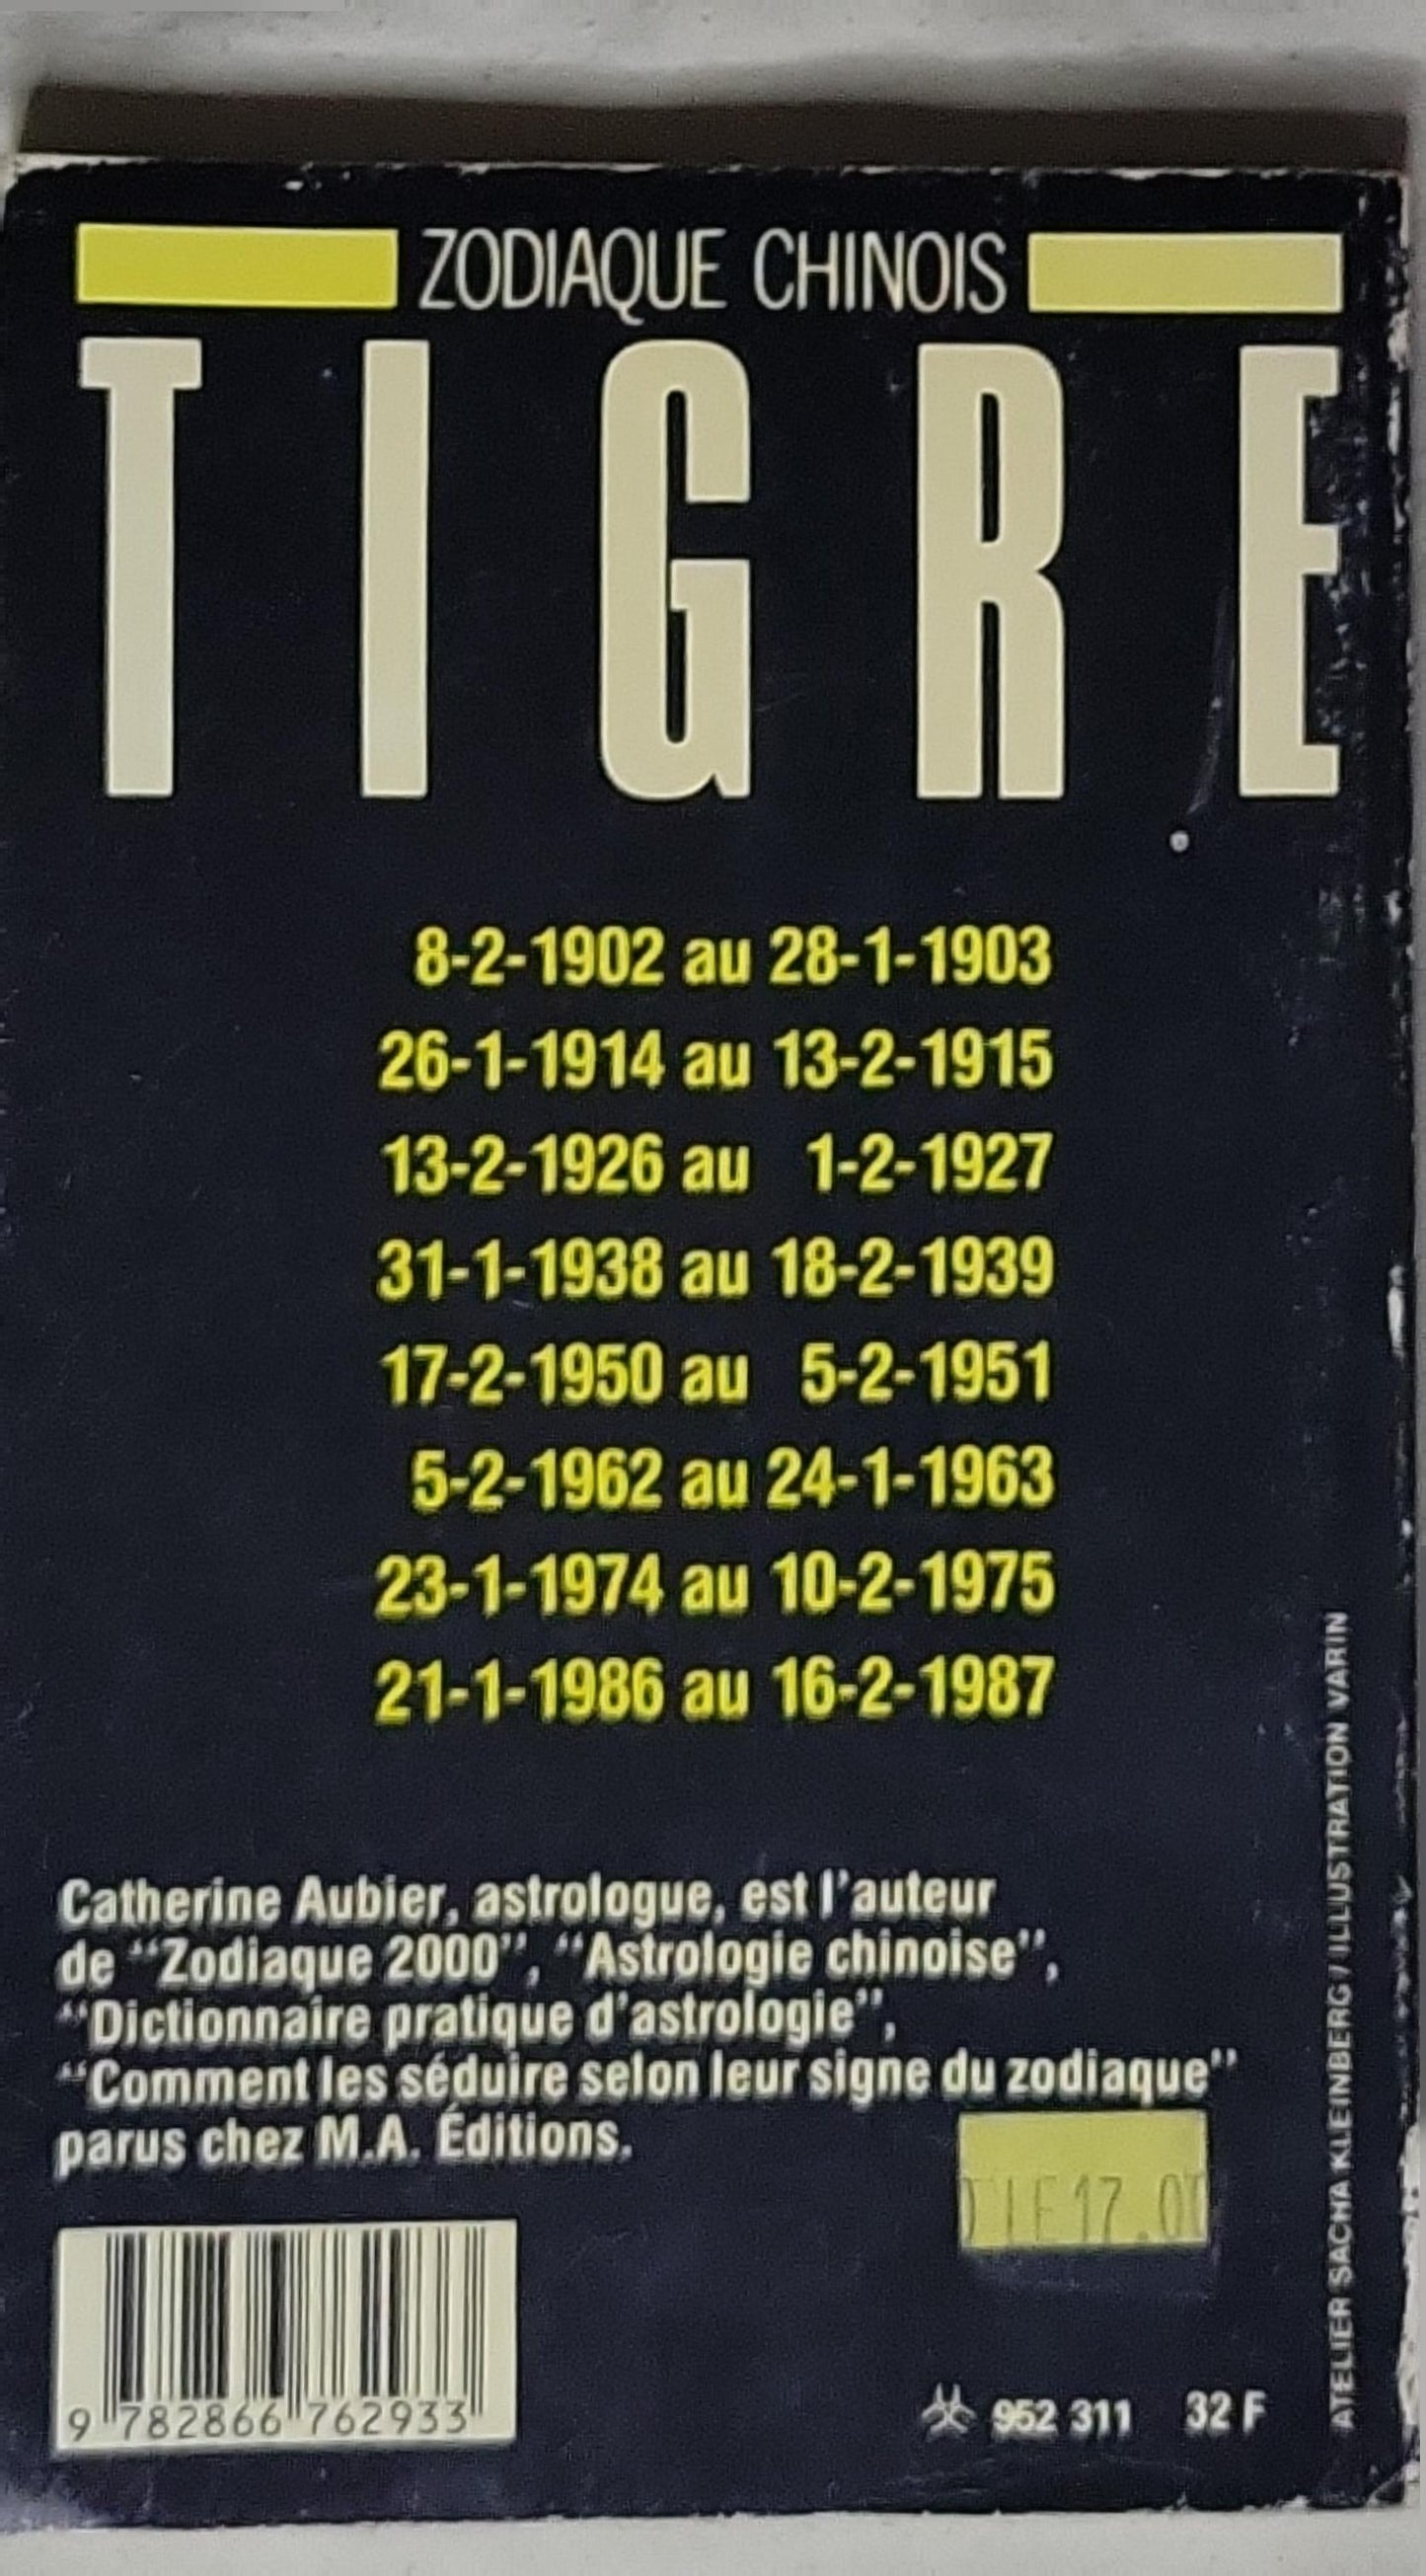 ZODIAQUE CHINOIS
TIGRE
8-2-1902 au 28-1-1903
26-1-1914 au 13-2-1915
13-2-1926 au 1-2-1927
31-1-1938 au 18-2-1939
17-2-1950 au 5-2-1951
5-2-1962 au 24-1-1963
23-1-1974 au 10-2-1975
21-1-1986 au 16-2-1987
Catherine Aubier, astrologue, est l'auteur
de "Zodiaque 2000", "Astrologie chinoise",
"Dictionnaire pratique d'astrologie",
"Comment les séduire selon leur signe du zodiaque"
parus chez M.A. Éditions.
9 782866 762933
952 311 32 F
ATELIER SACHA KLEINBERG / ILLUSTRATION VARIN